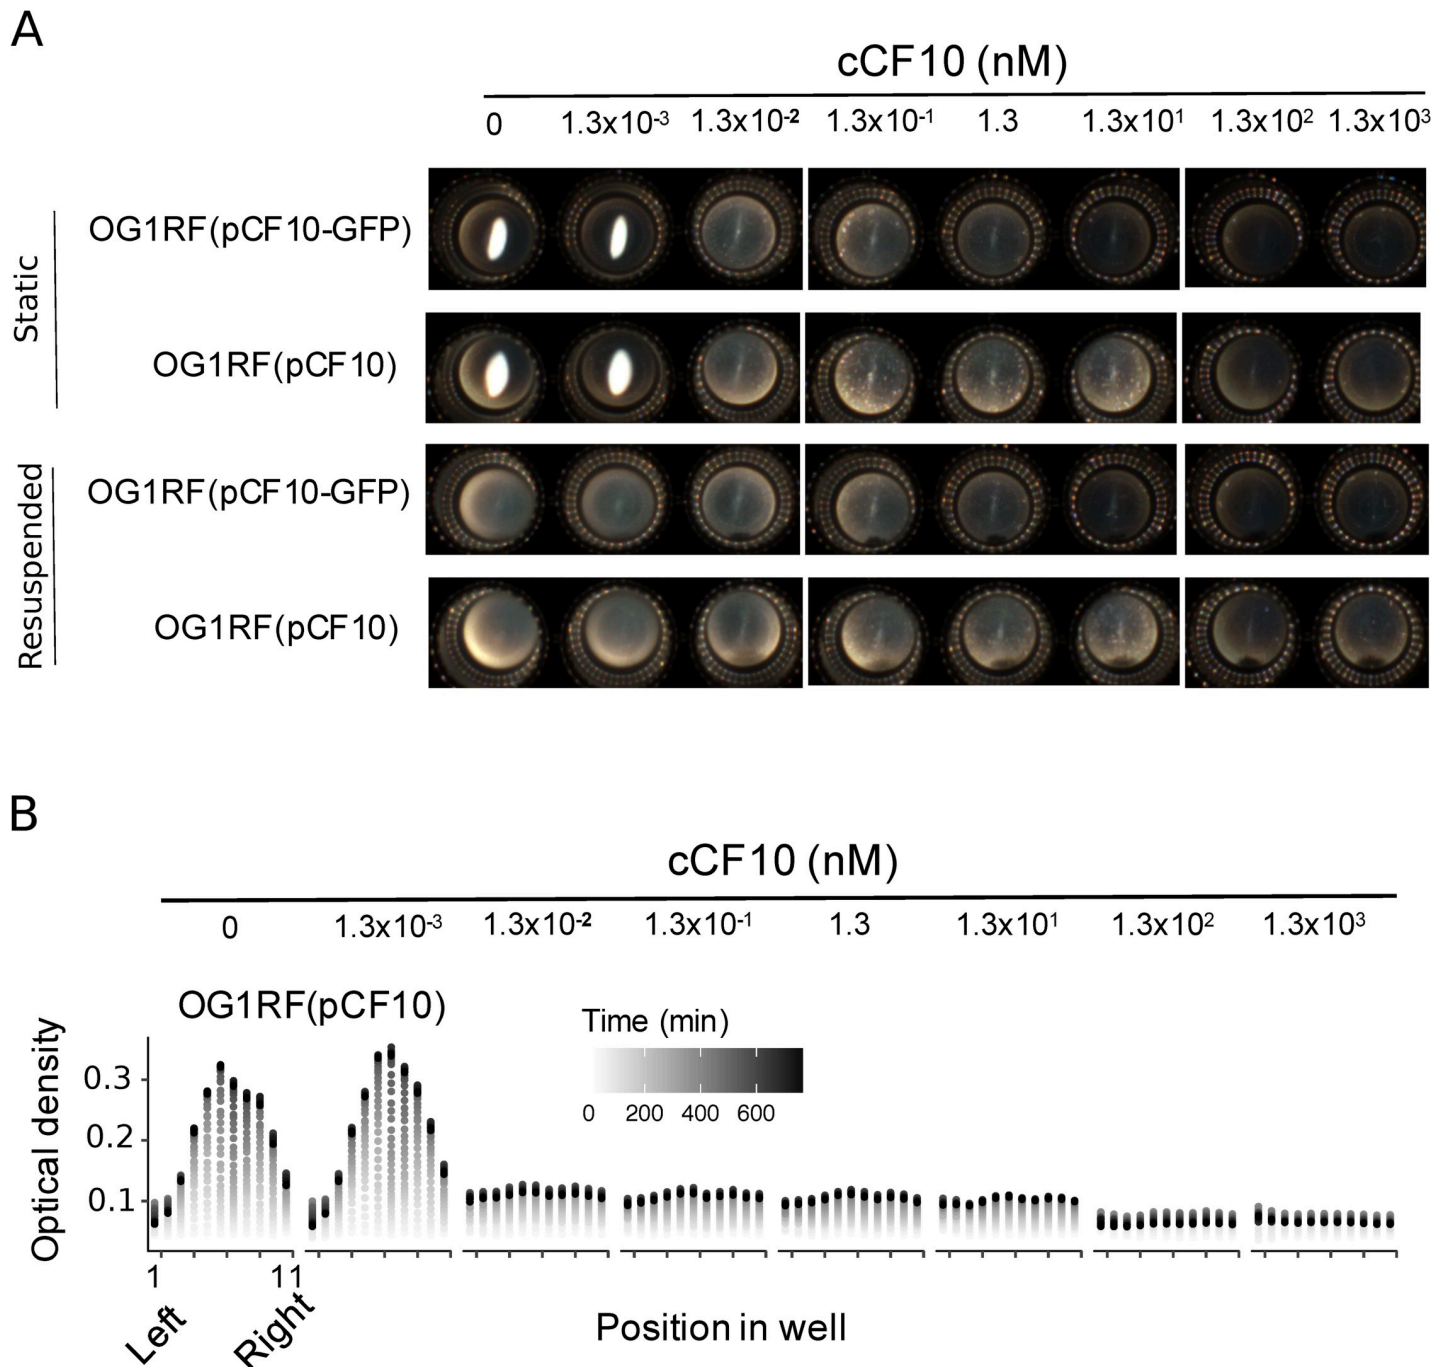 A
cCF10 (nM)
0 1.3x10⁻³ 1.3x10⁻² 1.3x10⁻¹ 1.3 1.3x10¹ 1.3x10² 1.3x10³
Static
OG1RF(pCF10-GFP)
OG1RF(pCF10)
Resuspended
OG1RF(pCF10-GFP)
OG1RF(pCF10)
B
cCF10 (nM)
0 1.3x10⁻³ 1.3x10⁻² 1.3x10⁻¹ 1.3 1.3x10¹ 1.3x10² 1.3x10³
OG1RF(pCF10)
Time (min)
0 200 400 600
Optical density
0.3
0.2
0.1
1 11
Left Right
Position in well